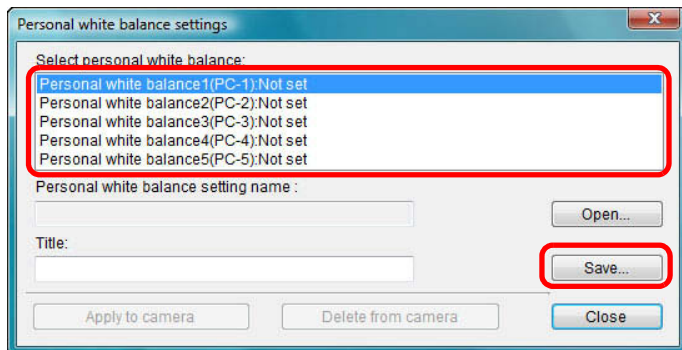 Personal white balance settings
Select personal white balance:
Personal white balance1(PC-1):Not set
Personal white balance2(PC-2):Not set
Personal white balance3(PC-3):Not set
Personal white balance4(PC-4):Not set
Personal white balance5(PC-5):Not set
Personal white balance setting name :
Open...
Title:
Save...
Apply to camera Delete from camera Close